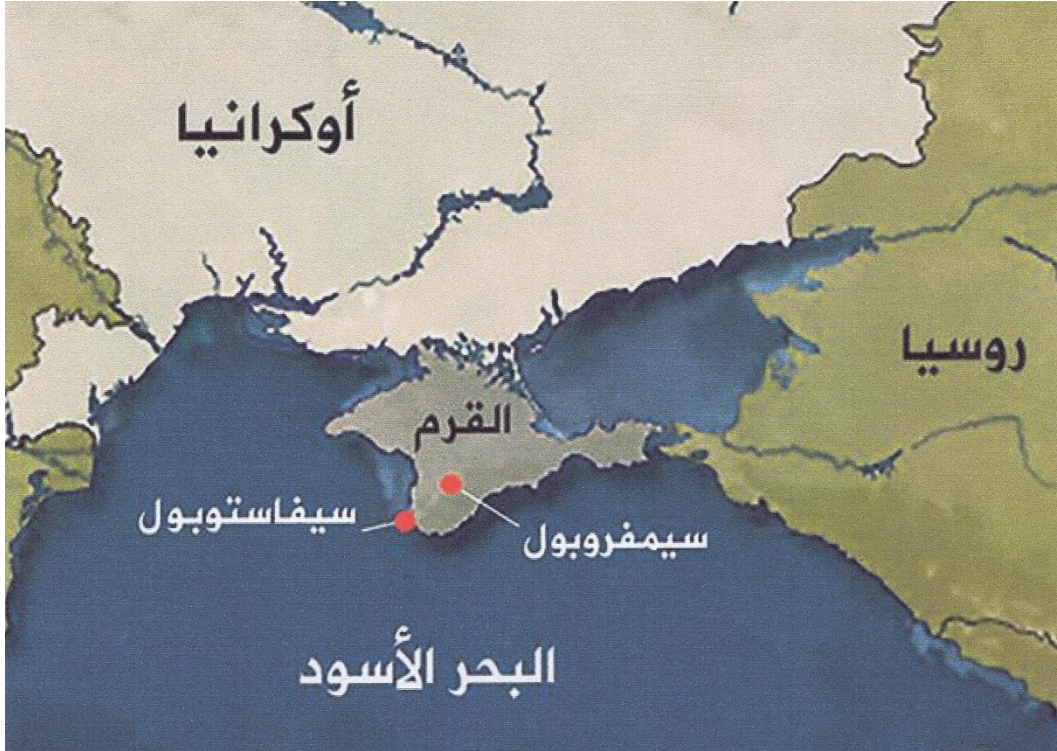 أوكرانيا
روسيا
القرم
سيفاستوبول
سيمفروبول
البحر الأسود